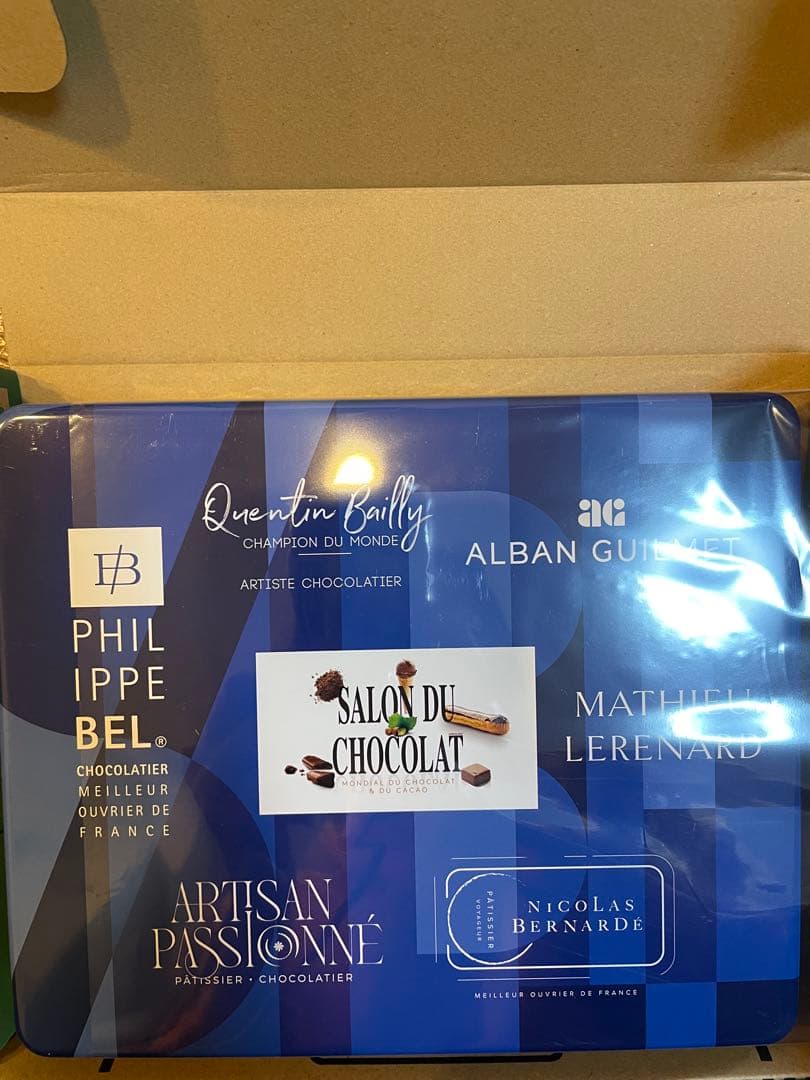 Quentin Bailly
CHAMPION DU MONDE
ARTISTE CHOCOLATIER
ag
ALBAN GUILMET
FB
PHIL
IPPE
BEL®
CHOCOLATIER
MEILLEUR
OUVRIER DE
FRANCE
SALON DU
CHOCOLAT
MONDIAL DU CHOCOLAT
& DU CACAO
MATHIEU
LERENARD
ARTISAN
PASSIONNÉ
PÂTISSIER • CHOCOLATIER
PÂTISSIER
VOYAGEUR
NICOLAS
BERNARDÉ
MEILLEUR OUVRIER DE FRANCE